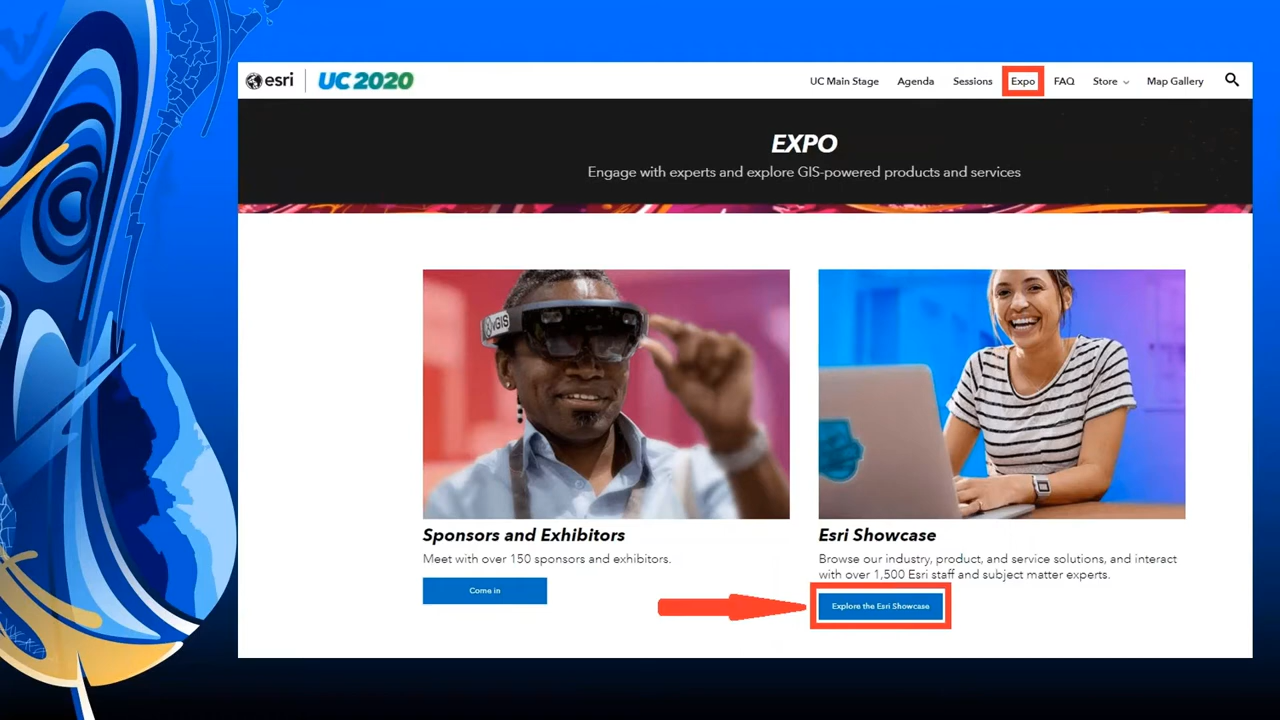 esri UC 2020
UC Main Stage Agenda Sessions Expo FAQ Store Map Gallery
EXPO
Engage with experts and explore GIS-powered products and services
vGIS
Sponsors and Exhibitors
Meet with over 150 sponsors and exhibitors.
Come in
Esri Showcase
Browse our industry, product, and service solutions, and interact
with over 1,500 Esri staff and subject matter experts.
Explore the Esri Showcase